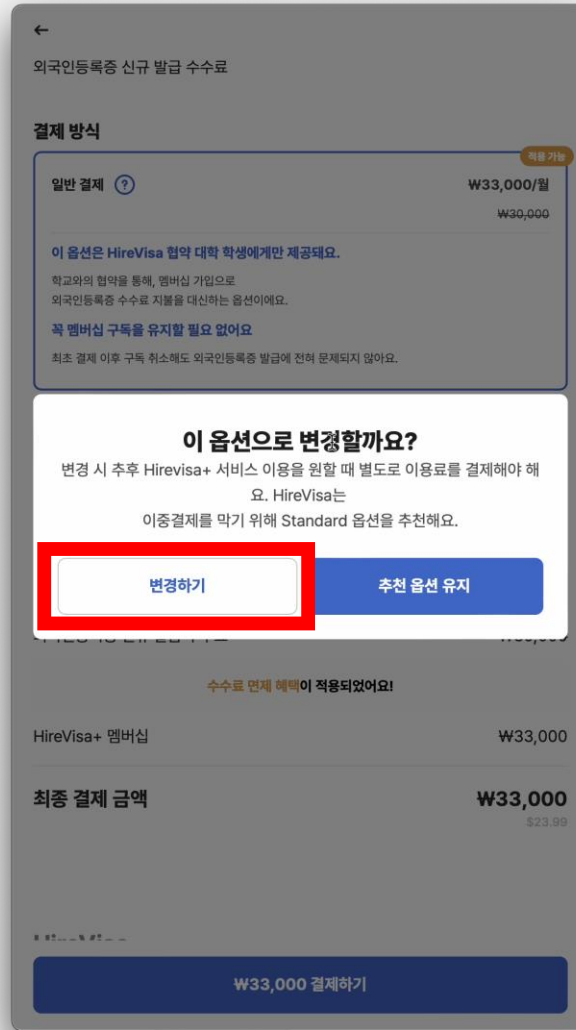 ←
외국인등록증 신규 발급 수수료
결제 방식
적용 가능
일반 결제 ? ₩33,000/월
₩30,000
이 옵션은 HireVisa 협약 대학 학생에게만 제공돼요.
학교와의 협약을 통해, 멤버십 가입으로
외국인등록증 수수료 지불을 대신하는 옵션이에요.
꼭 멤버십 구독을 유지할 필요 없어요
최초 결제 이후 구독 취소해도 외국인등록증 발급에 전혀 문제되지 않아요.
이 옵션으로 변경할까요?
변경 시 추후 Hirevisa+ 서비스 이용을 원할 때 별도로 이용료를 결제해야 해
요. HireVisa는
이중결제를 막기 위해 Standard 옵션을 추천해요.
변경하기 추천 옵션 유지
수수료 면제 혜택이 적용되었어요!
HireVisa+ 멤버십 ₩33,000
최종 결제 금액 ₩33,000
$23.99
₩33,000 결제하기